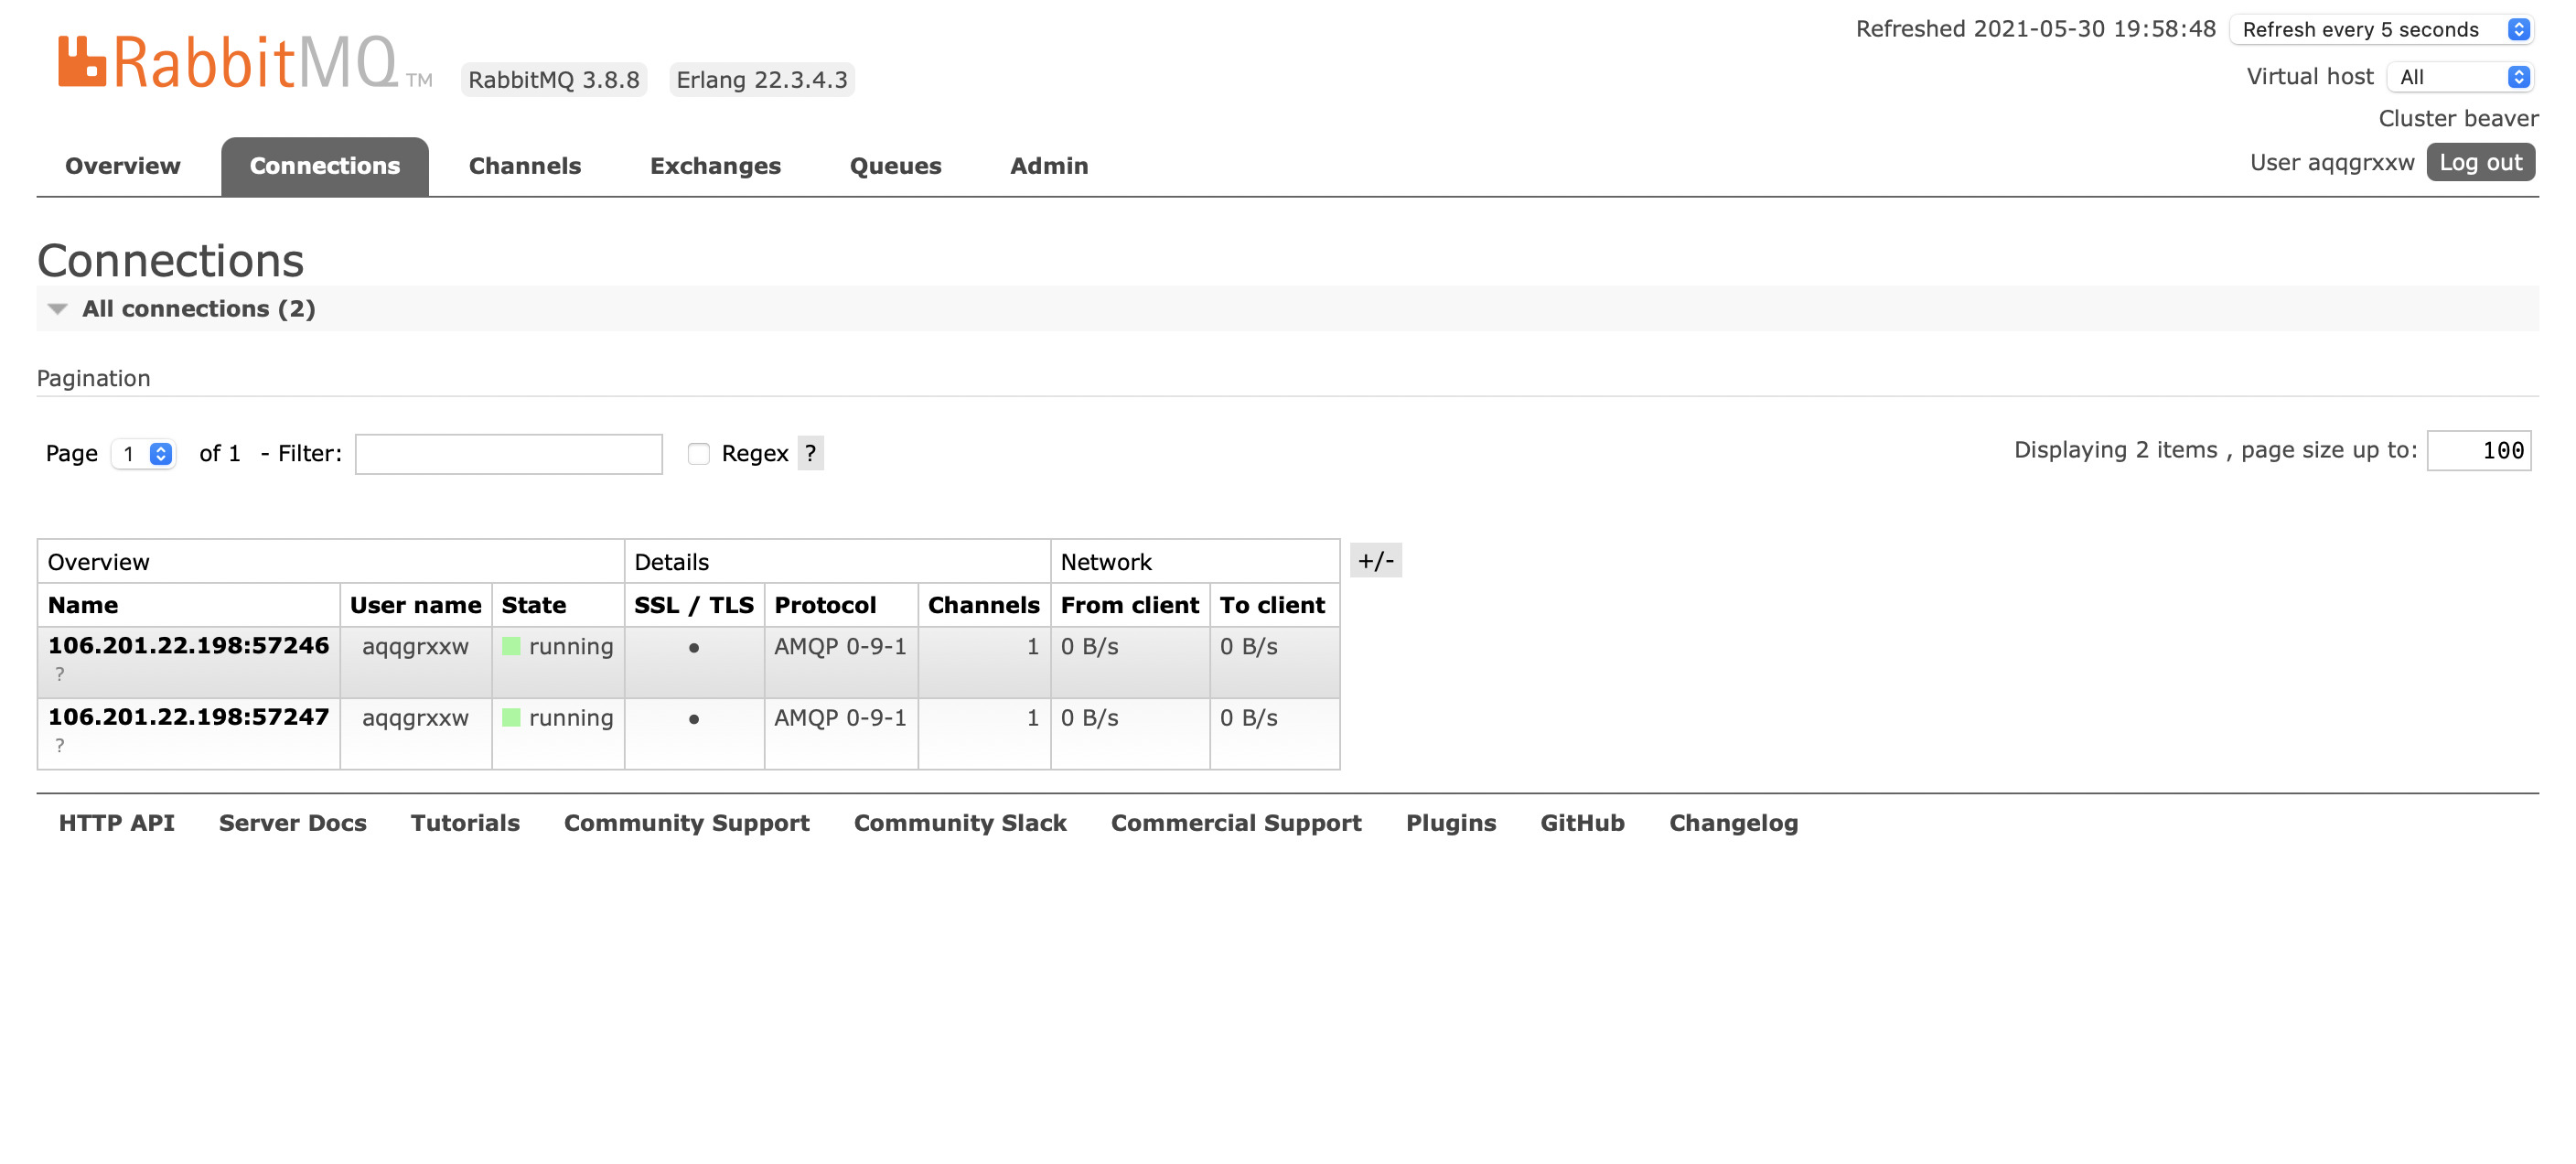 RabbitMQ TM RabbitMQ 3.8.8 Erlang 22.3.4.3
Refreshed 2021-05-30 19:58:48 Refresh every 5 seconds
Virtual host All
Cluster beaver
User aqqgrxxw Log out
Overview Connections Channels Exchanges Queues Admin
Connections
All connections (2)
Pagination
Page 1 of 1 - Filter: Regex ? Displaying 2 items , page size up to: 100
Overview Details Network +/-
Name User name State SSL / TLS Protocol Channels From client To client
106.201.22.198:57246 aqqgrxxw running ● AMQP 0-9-1 1 0 B/s 0 B/s
?
106.201.22.198:57247 aqqgrxxw running ● AMQP 0-9-1 1 0 B/s 0 B/s
?
HTTP API Server Docs Tutorials Community Support Community Slack Commercial Support Plugins GitHub Changelog